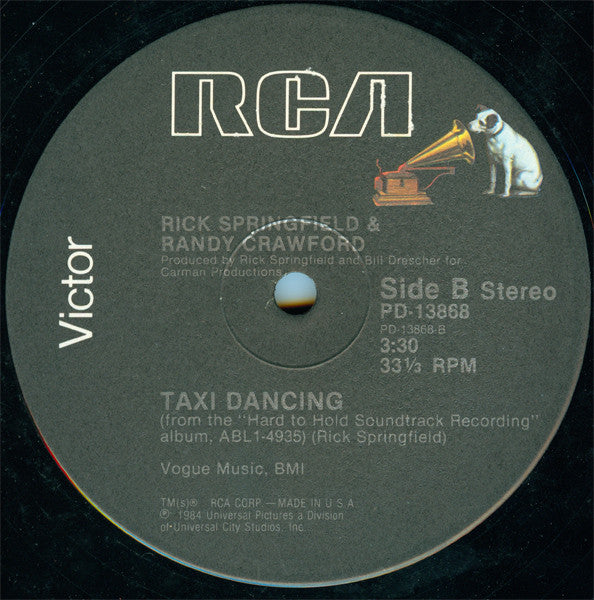 RCA
Victor
RICK SPRINGFIELD &
RANDY CRAWFORD
Produced by Rick Springfield and Bill Drescher for
Carman Productions
Side B Stereo
PD-13868
PD-13868-B
3:30
33⅓ RPM
TAXI DANCING
(from the "Hard to Hold Soundtrack Recording"
album, ABL1-4935) (Rick Springfield)
Vogue Music, BMI
TM(s)® RCA CORP.—MADE IN U.S.A.
℗ 1984 Universal Pictures a Division
of Universal City Studios, Inc.